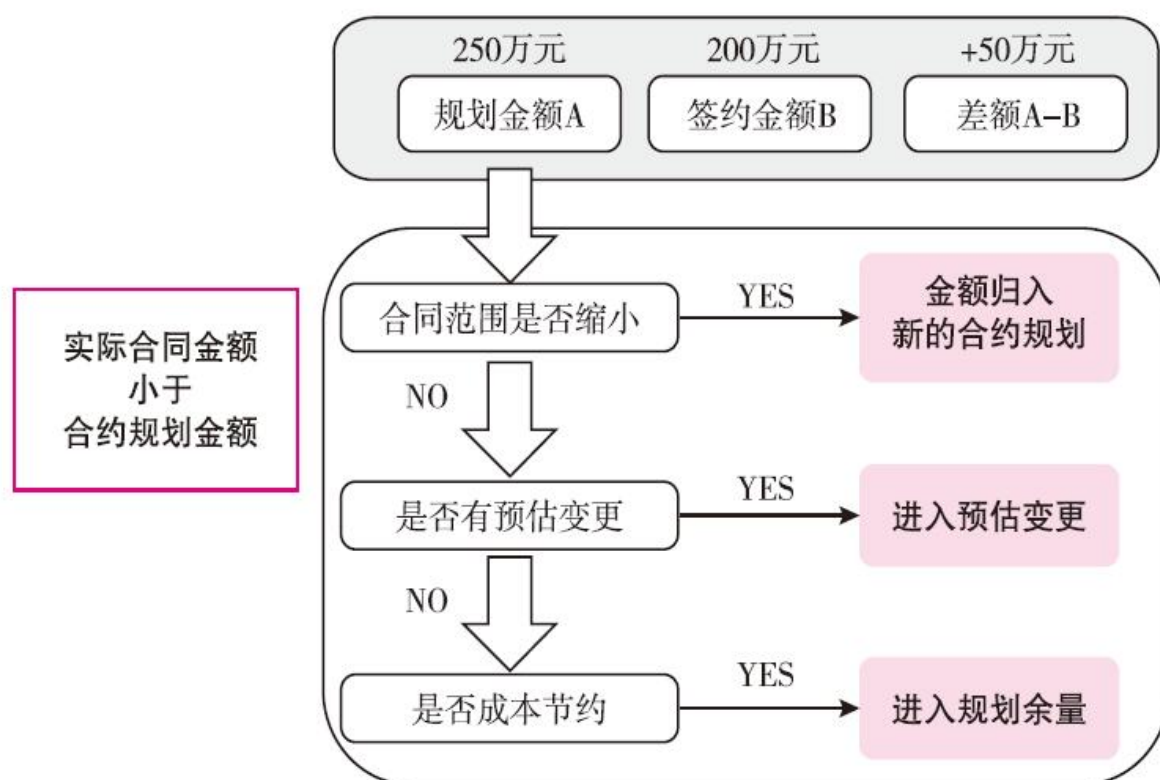 250万元
200万元
+50万元
规划金额A
签约金额B
差额A-B
实际合同金额
小于
合约规划金额
合同范围是否缩小
YES
金额归入
新的合约规划
NO
是否有预估变更
YES
进入预估变更
NO
是否成本节约
YES
进入规划余量